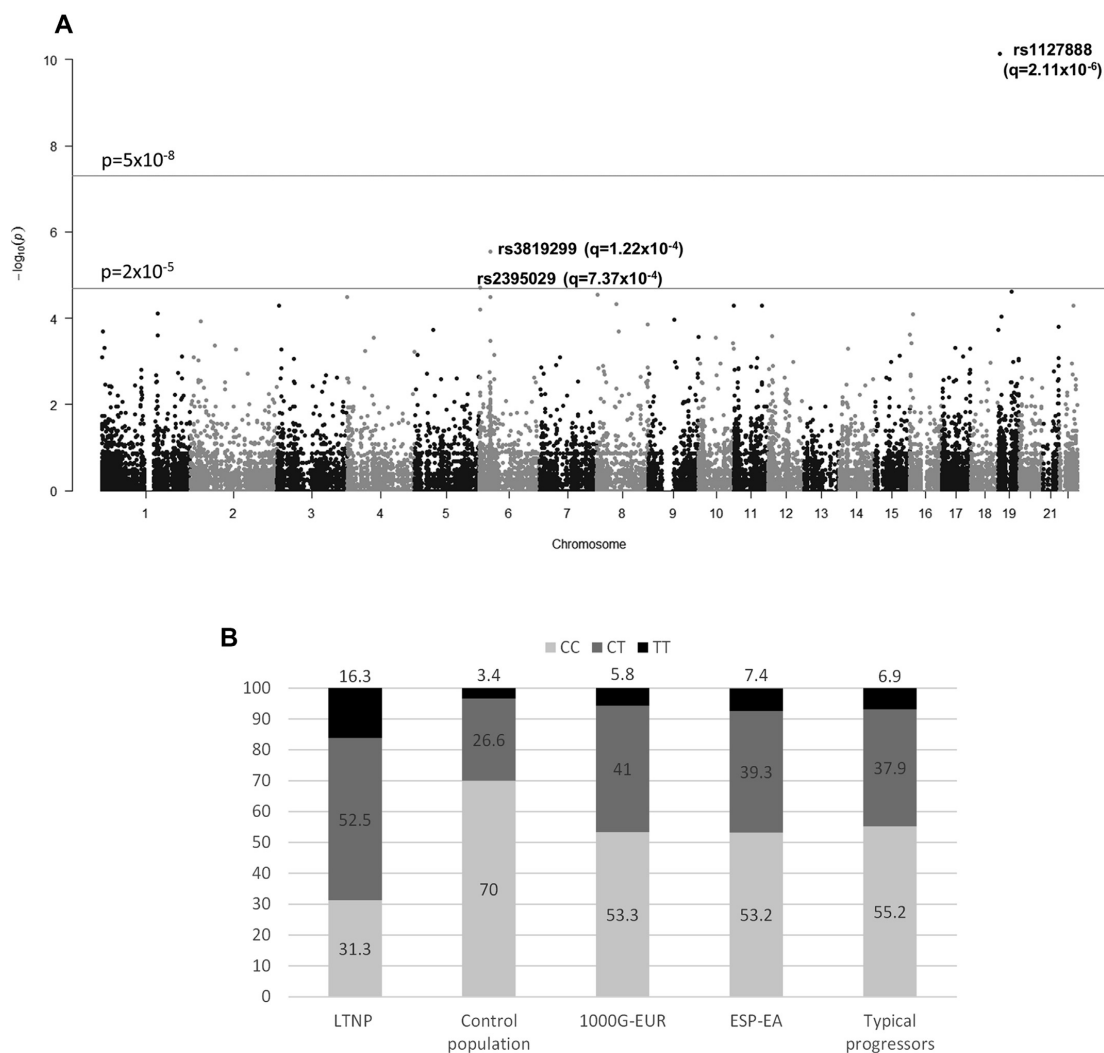 A
10
8
6
4
2
0
-log10(p)
rs1127888
(q=2.11x10-6)
p=5x10-8
rs3819299 (q=1.22x10-4)
p=2x10-5
rs2395029 (q=7.37x10-4)
1 2 3 4 5 6 7 8 9 10 11 12 13 14 15 16 17 18 19 21
Chromosome
B
CC CT TT
16.3 3.4 5.8 7.4 6.9
100
90
80
70
60
50
40
30
20
10
0
52.5 26.6 41 39.3 37.9
31.3 70 53.3 53.2 55.2
LTNP
Control
population
1000G-EUR
ESP-EA
Typical
progressors